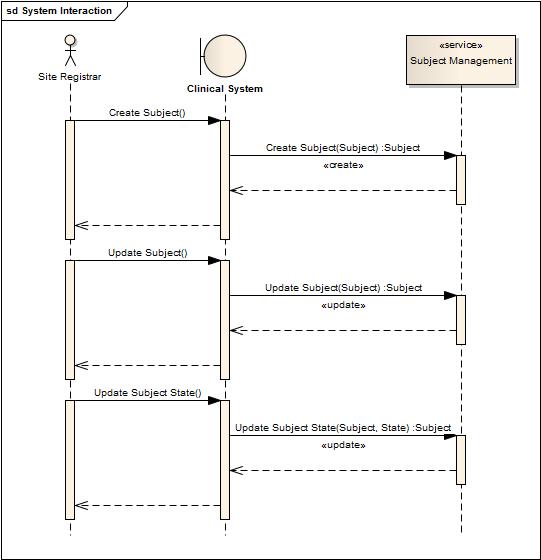 sd System Interaction
«service»
Subject Management
Site Registrar
Clinical System
Create Subject()
Create Subject(Subject) :Subject
«create»
Update Subject()
Update Subject(Subject) :Subject
«update»
Update Subject State()
Update Subject State(Subject, State) :Subject
«update»